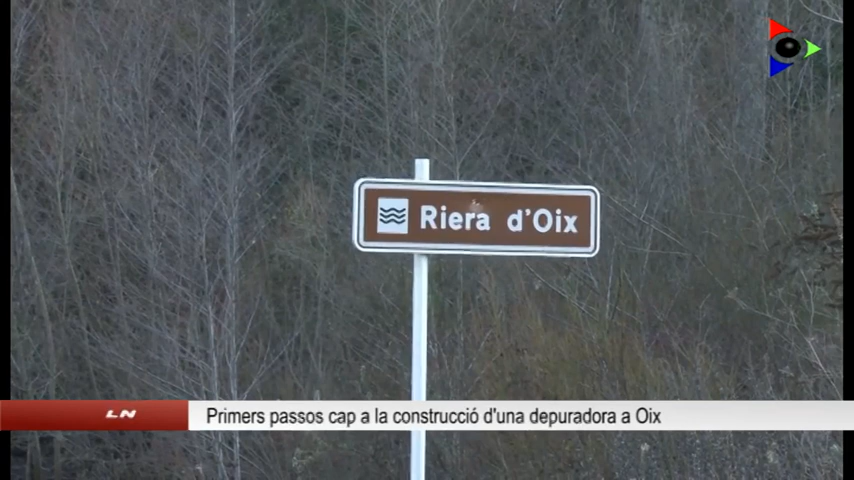 Riera d'Oix
LN
Primers passos cap a la construcció d'una depuradora a Oix